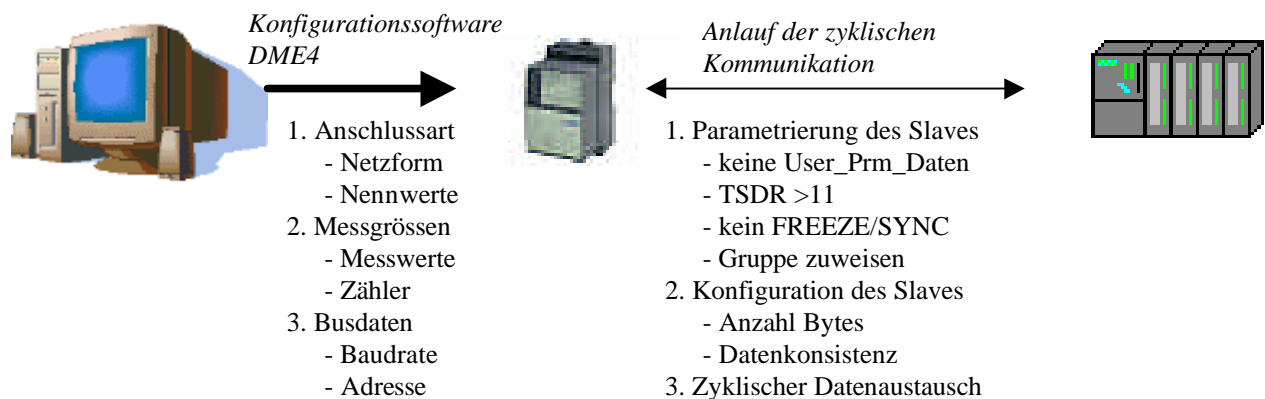 Konfigurationssoftware
DME4
1. Anschlussart
- Netzform
- Nennwerte
2. Messgrössen
- Messwerte
- Zähler
3. Busdaten
- Baudrate
- Adresse
Anlauf der zyklischen
Kommunikation
1. Parametrierung des Slaves
- keine User_Prm_Daten
- TSDR >11
- kein FREEZE/SYNC
- Gruppe zuweisen
2. Konfiguration des Slaves
- Anzahl Bytes
- Datenkonsistenz
3. Zyklischer Datenaustausch